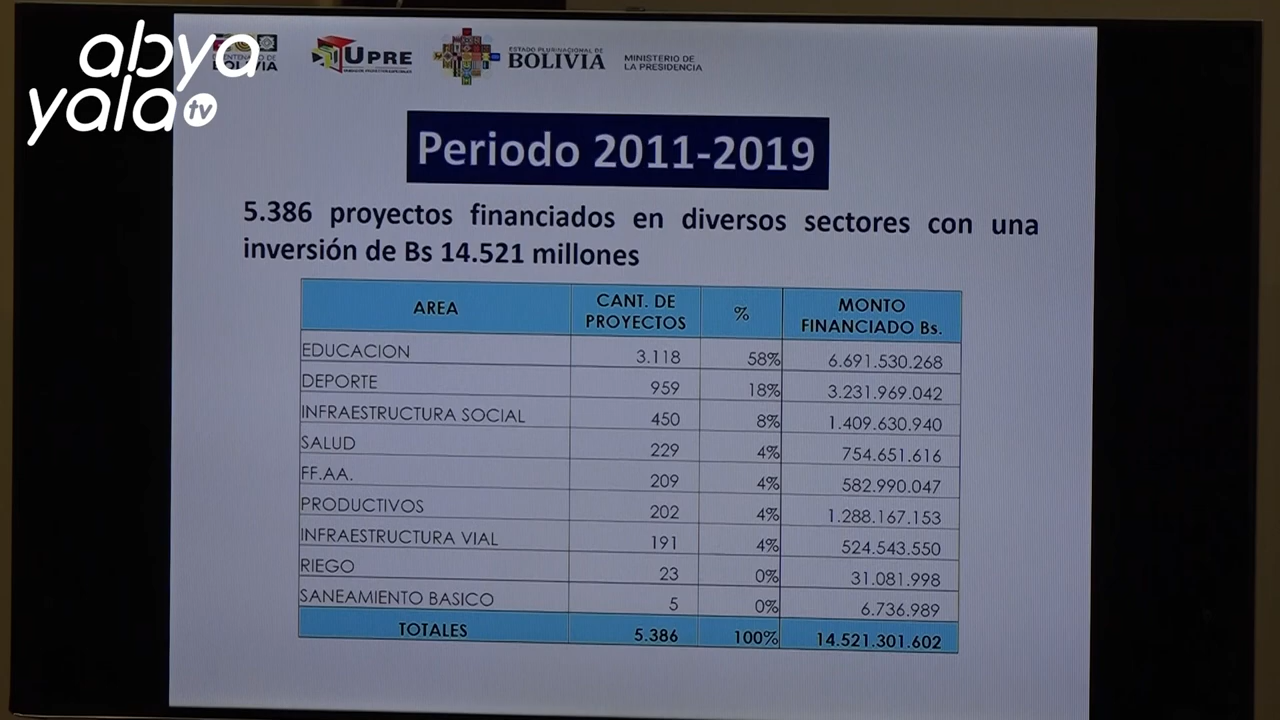 abya
yala tv
BOLIVIA
UPRE
ESTADO PLURINACIONAL DE
BOLIVIA
MINISTERIO DE
LA PRESIDENCIA
Periodo 2011-2019
5.386 proyectos financiados en diversos sectores con una
inversión de Bs 14.521 millones
AREA CANT. DE PROYECTOS % MONTO FINANCIADO Bs.
EDUCACION 3.118 58% 6.691.530.268
DEPORTE 959 18% 3.231.969.042
INFRAESTRUCTURA SOCIAL 450 8% 1.409.630.940
SALUD 229 4% 754.651.616
FF.AA. 209 4% 582.990.047
PRODUCTIVOS 202 4% 1.288.167.153
INFRAESTRUCTURA VIAL 191 4% 524.543.550
RIEGO 23 0% 31.081.998
SANEAMIENTO BASICO 5 0% 6.736.989
TOTALES 5.386 100% 14.521.301.602